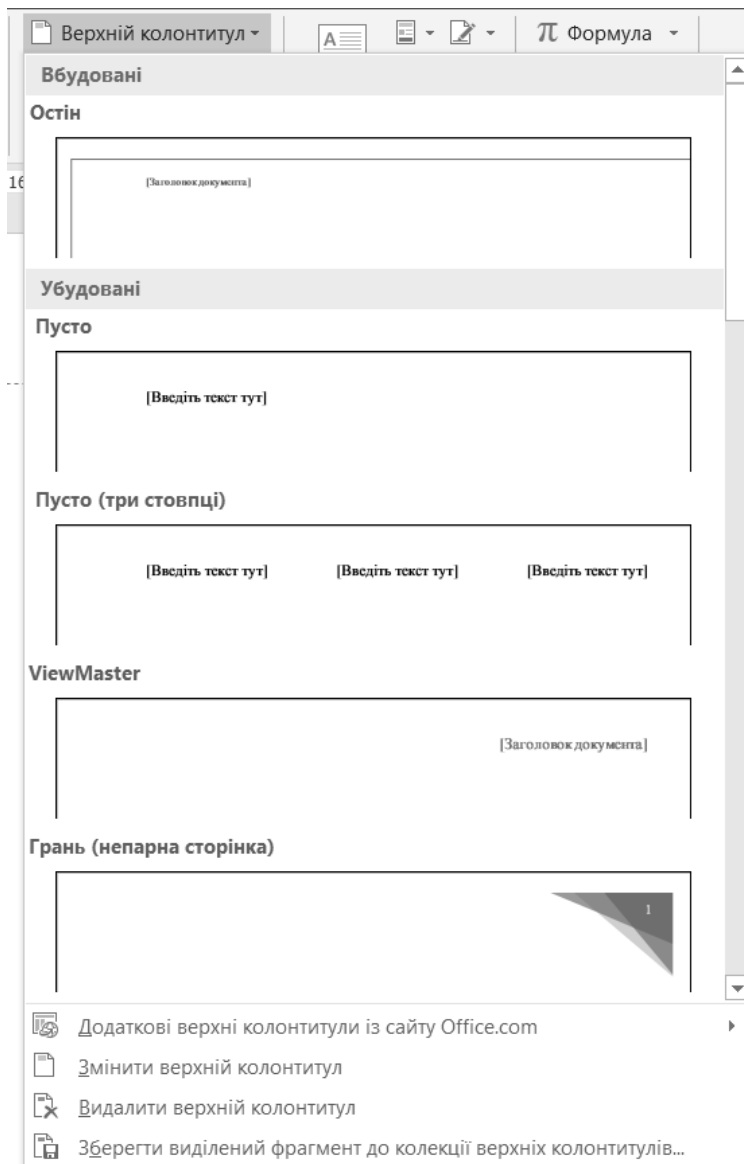 Верхній колонтитул
A
π Формула
Вбудовані
Остін
16
[Заголовок документа]
Убудовані
Пусто
[Введіть текст тут]
Пусто (три стовпці)
[Введіть текст тут] [Введіть текст тут] [Введіть текст тут]
ViewMaster
[Заголовок документа]
Грань (непарна сторінка)
1
Додаткові верхні колонтитули із сайту Office.com
Змінити верхній колонтитул
Видалити верхній колонтитул
Зберегти виділений фрагмент до колекції верхніх колонтитулів...